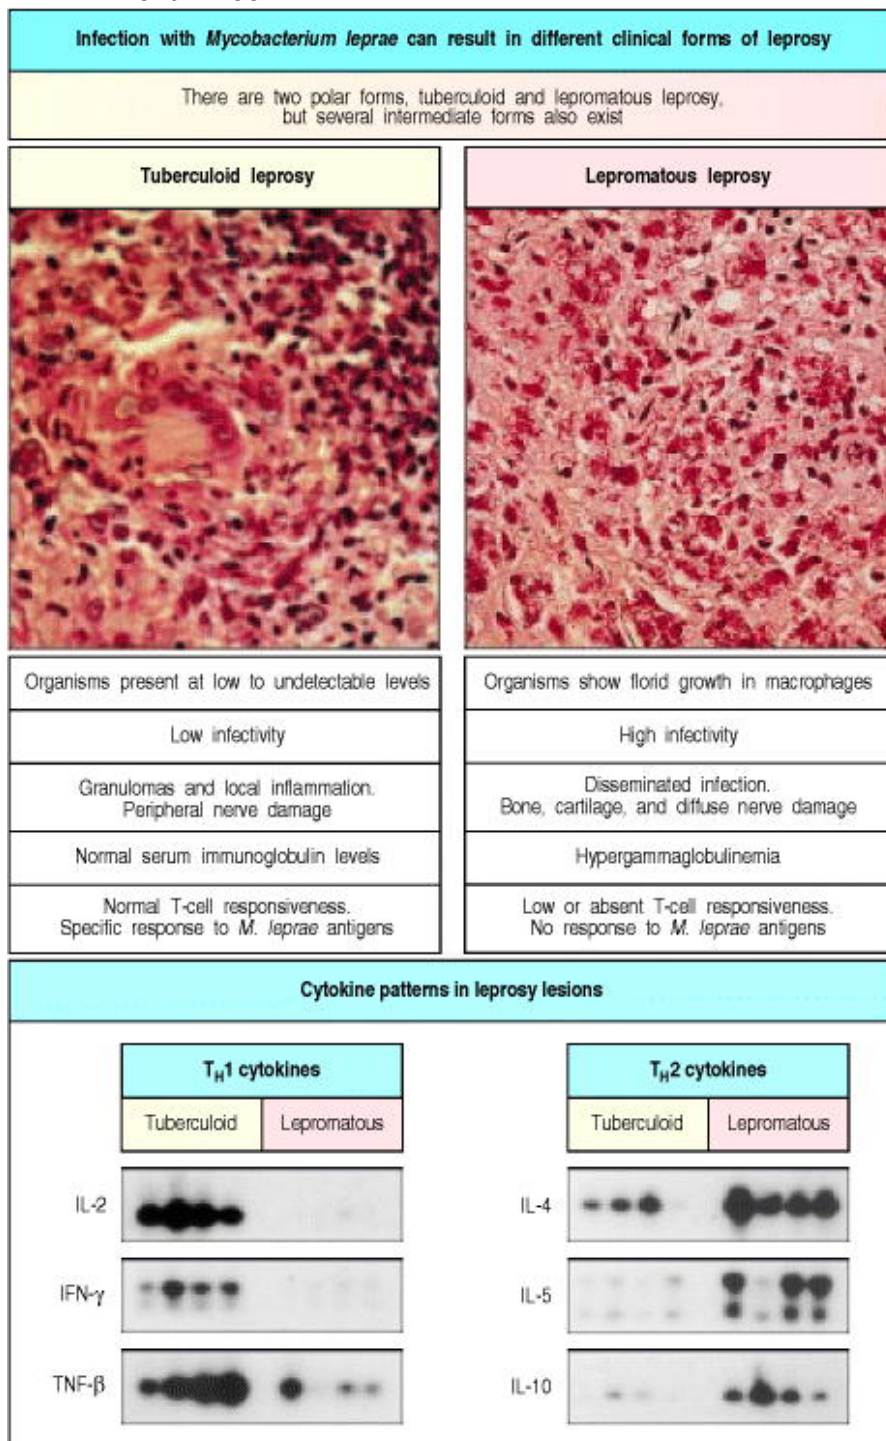 Infection with Mycobacterium leprae can result in different clinical forms of leprosy
There are two polar forms, tuberculoid and lepromatous leprosy,
but several intermediate forms also exist
Tuberculoid leprosy
Lepromatous leprosy
Organisms present at low to undetectable levels
Organisms show florid growth in macrophages
Low infectivity
High infectivity
Granulomas and local inflammation.
Peripheral nerve damage
Disseminated infection.
Bone, cartilage, and diffuse nerve damage
Normal serum immunoglobulin levels
Hypergammaglobulinemia
Normal T-cell responsiveness.
Specific response to M. leprae antigens
Low or absent T-cell responsiveness.
No response to M. leprae antigens
Cytokine patterns in leprosy lesions
TH1 cytokines
Tuberculoid Lepromatous
IL-2
IFN-γ
TNF-β
TH2 cytokines
Tuberculoid Lepromatous
IL-4
IL-5
IL-10